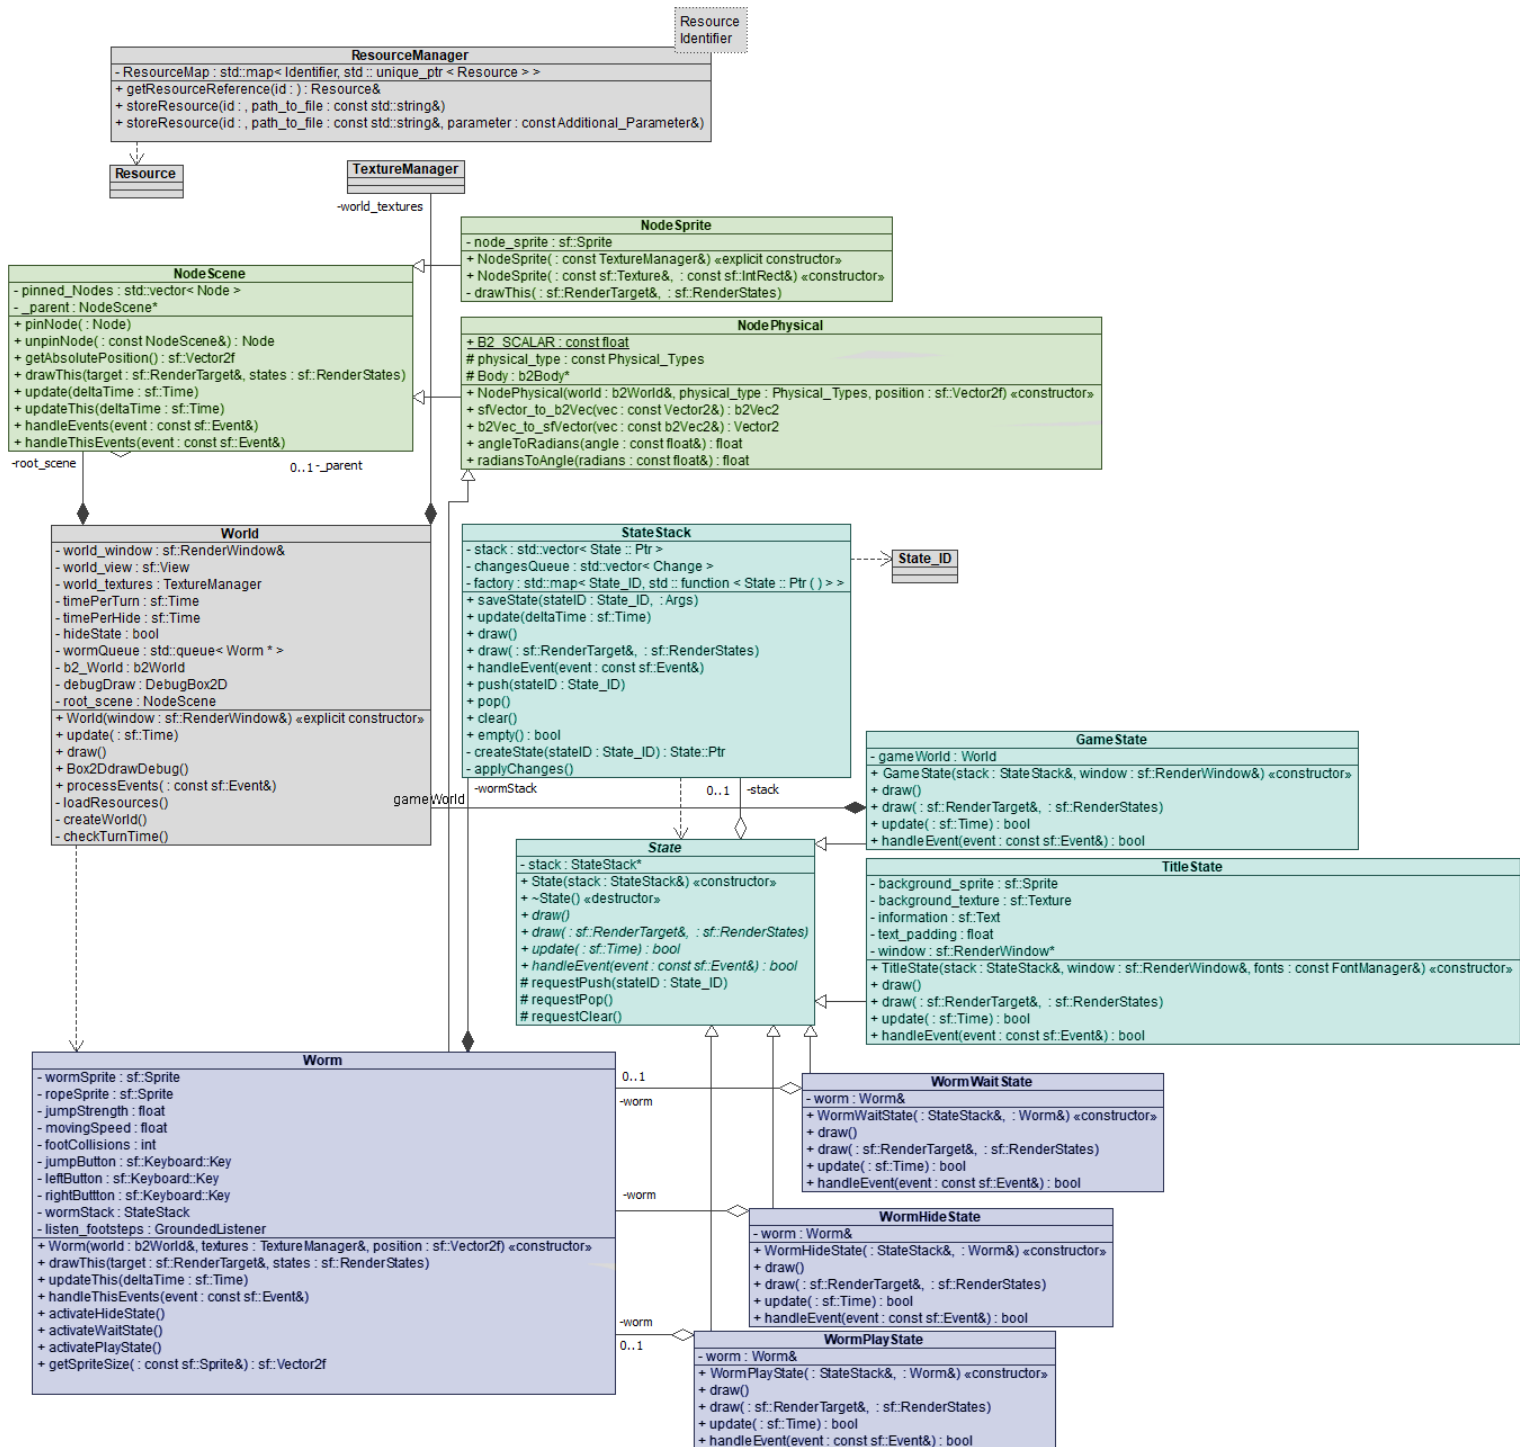 Resource
Identifier
ResourceManager
- ResourceMap : std::map< Identifier, std :: unique_ptr < Resource > >
+ getResourceReference(id : ) : Resource&
+ storeResource(id : , path_to_file : const std::string&)
+ storeResource(id : , path_to_file : const std::string&, parameter : constAdditional_Parameter&)
Resource
TextureManager
-world_textures
NodeSprite
- node_sprite : sf::Sprite
+ NodeSprite( : const TextureManager&) «explicit constructor»
+ NodeSprite( : const sf::Texture&, : const sf::IntRect&) «constructor»
- drawThis( : sf::RenderTarget&, : sf::RenderStates)
NodeScene
- pinned_Nodes : std::vector< Node >
- _parent : NodeScene*
+ pinNode( : Node)
+ unpinNode( : const NodeScene&) : Node
+ getAbsolutePosition() : sf::Vector2f
+ drawThis(target : sf::RenderTarget&, states : sf::RenderStates)
+ update(deltaTime : sf::Time)
+ updateThis(deltaTime : sf::Time)
+ handleEvents(event : const sf::Event&)
+ handleThisEvents(event : const sf::Event&)
-root_scene
0..1 -_parent
NodePhysical
+ B2_SCALAR : const float
# physical_type : const Physical_Types
# Body : b2Body*
+ NodePhysical(world : b2World&, physical_type : Physical_Types, position : sf::Vector2f) «constructor»
+ sfVector_to_b2Vec(vec : const Vector2&) : b2Vec2
+ b2Vec_to_sfVector(vec : const b2Vec2&) : Vector2
+ angleToRadians(angle : const float&) : float
+ radiansToAngle(radians : const float&) : float
World
- world_window : sf::RenderWindow&
- world_view : sf::View
- world_textures : TextureManager
- timePerTurn : sf::Time
- timePerHide : sf::Time
- hideState : bool
- wormQueue : std::queue< Worm * >
- b2_World : b2World
- debugDraw : DebugBox2D
- root_scene : NodeScene
+ World(window : sf::RenderWindow&) «explicit constructor»
+ update( : sf::Time)
+ draw()
+ Box2DdrawDebug()
+ processEvents( : const sf::Event&)
- loadResources()
- createWorld()
- checkTurnTime()
StateStack
- stack : std::vector< State :: Ptr >
- changesQueue : std::vector< Change >
- factory : std::map< State_ID, std :: function < State :: Ptr ( ) > >
+ saveState(stateID : State_ID, : Args)
+ update(deltaTime : sf::Time)
+ draw()
+ draw( : sf::RenderTarget&, : sf::RenderStates)
+ handleEvent(event : const sf::Event&)
+ push(stateID : State_ID)
+ pop()
+ clear()
+ empty() : bool
- createState(stateID : State_ID) : State::Ptr
- applyChanges()
State_ID
-wormStack
0..1
-stack
gameWorld
GameState
- gameWorld : World
+ GameState(stack : StateStack&, window : sf::RenderWindow&) «constructor»
+ draw()
+ draw( : sf::RenderTarget&, : sf::RenderStates)
+ update( : sf::Time) : bool
+ handleEvent(event : const sf::Event&) : bool
State
- stack : StateStack*
+ State(stack : StateStack&) «constructor»
+ ~State() «destructor»
+ draw()
+ draw( : sf::RenderTarget&, : sf::RenderStates)
+ update( : sf::Time) : bool
+ handleEvent(event : const sf::Event&) : bool
# requestPush(stateID : State_ID)
# requestPop()
# requestClear()
TitleState
- background_sprite : sf::Sprite
- background_texture : sf::Texture
- information : sf::Text
- text_padding : float
- window : sf::RenderWindow*
+ TitleState(stack : StateStack&, window : sf::RenderWindow&, fonts : const FontManager&) «constructor»
+ draw()
+ draw( : sf::RenderTarget&, : sf::RenderStates)
+ update( : sf::Time) : bool
+ handleEvent(event : const sf::Event&) : bool
Worm
- wormSprite : sf::Sprite
- ropeSprite : sf::Sprite
- jumpStrength : float
- movingSpeed : float
- footCollisions : int
- jumpButton : sf::Keyboard::Key
- leftButton : sf::Keyboard::Key
- rightButtton : sf::Keyboard::Key
- wormStack : StateStack
- listen_footsteps : GroundedListener
+ Worm(world : b2World&, textures : TextureManager&, position : sf::Vector2f) «constructor»
+ drawThis(target : sf::RenderTarget&, states : sf::RenderStates)
+ updateThis(deltaTime : sf::Time)
+ handleThisEvents(event : const sf::Event&)
+ activateHideState()
+ activateWaitState()
+ activatePlayState()
+ getSpriteSize( : const sf::Sprite&) : sf::Vector2f
0..1
-worm
WormWaitState
- worm : Worm&
+ WormWaitState( : StateStack&, : Worm&) «constructor»
+ draw()
+ draw( : sf::RenderTarget&, : sf::RenderStates)
+ update( : sf::Time) : bool
+ handleEvent(event : const sf::Event&) : bool
-worm
WormHideState
- worm : Worm&
+ WormHideState( : StateStack&, : Worm&) «constructor»
+ draw()
+ draw( : sf::RenderTarget&, : sf::RenderStates)
+ update( : sf::Time) : bool
+ handleEvent(event : const sf::Event&) : bool
-worm
0..1
WormPlayState
- worm : Worm&
+ WormPlayState( : StateStack&, : Worm&) «constructor»
+ draw()
+ draw( : sf::RenderTarget&, : sf::RenderStates)
+ update( : sf::Time) : bool
+ handleEvent(event : const sf::Event&) : bool